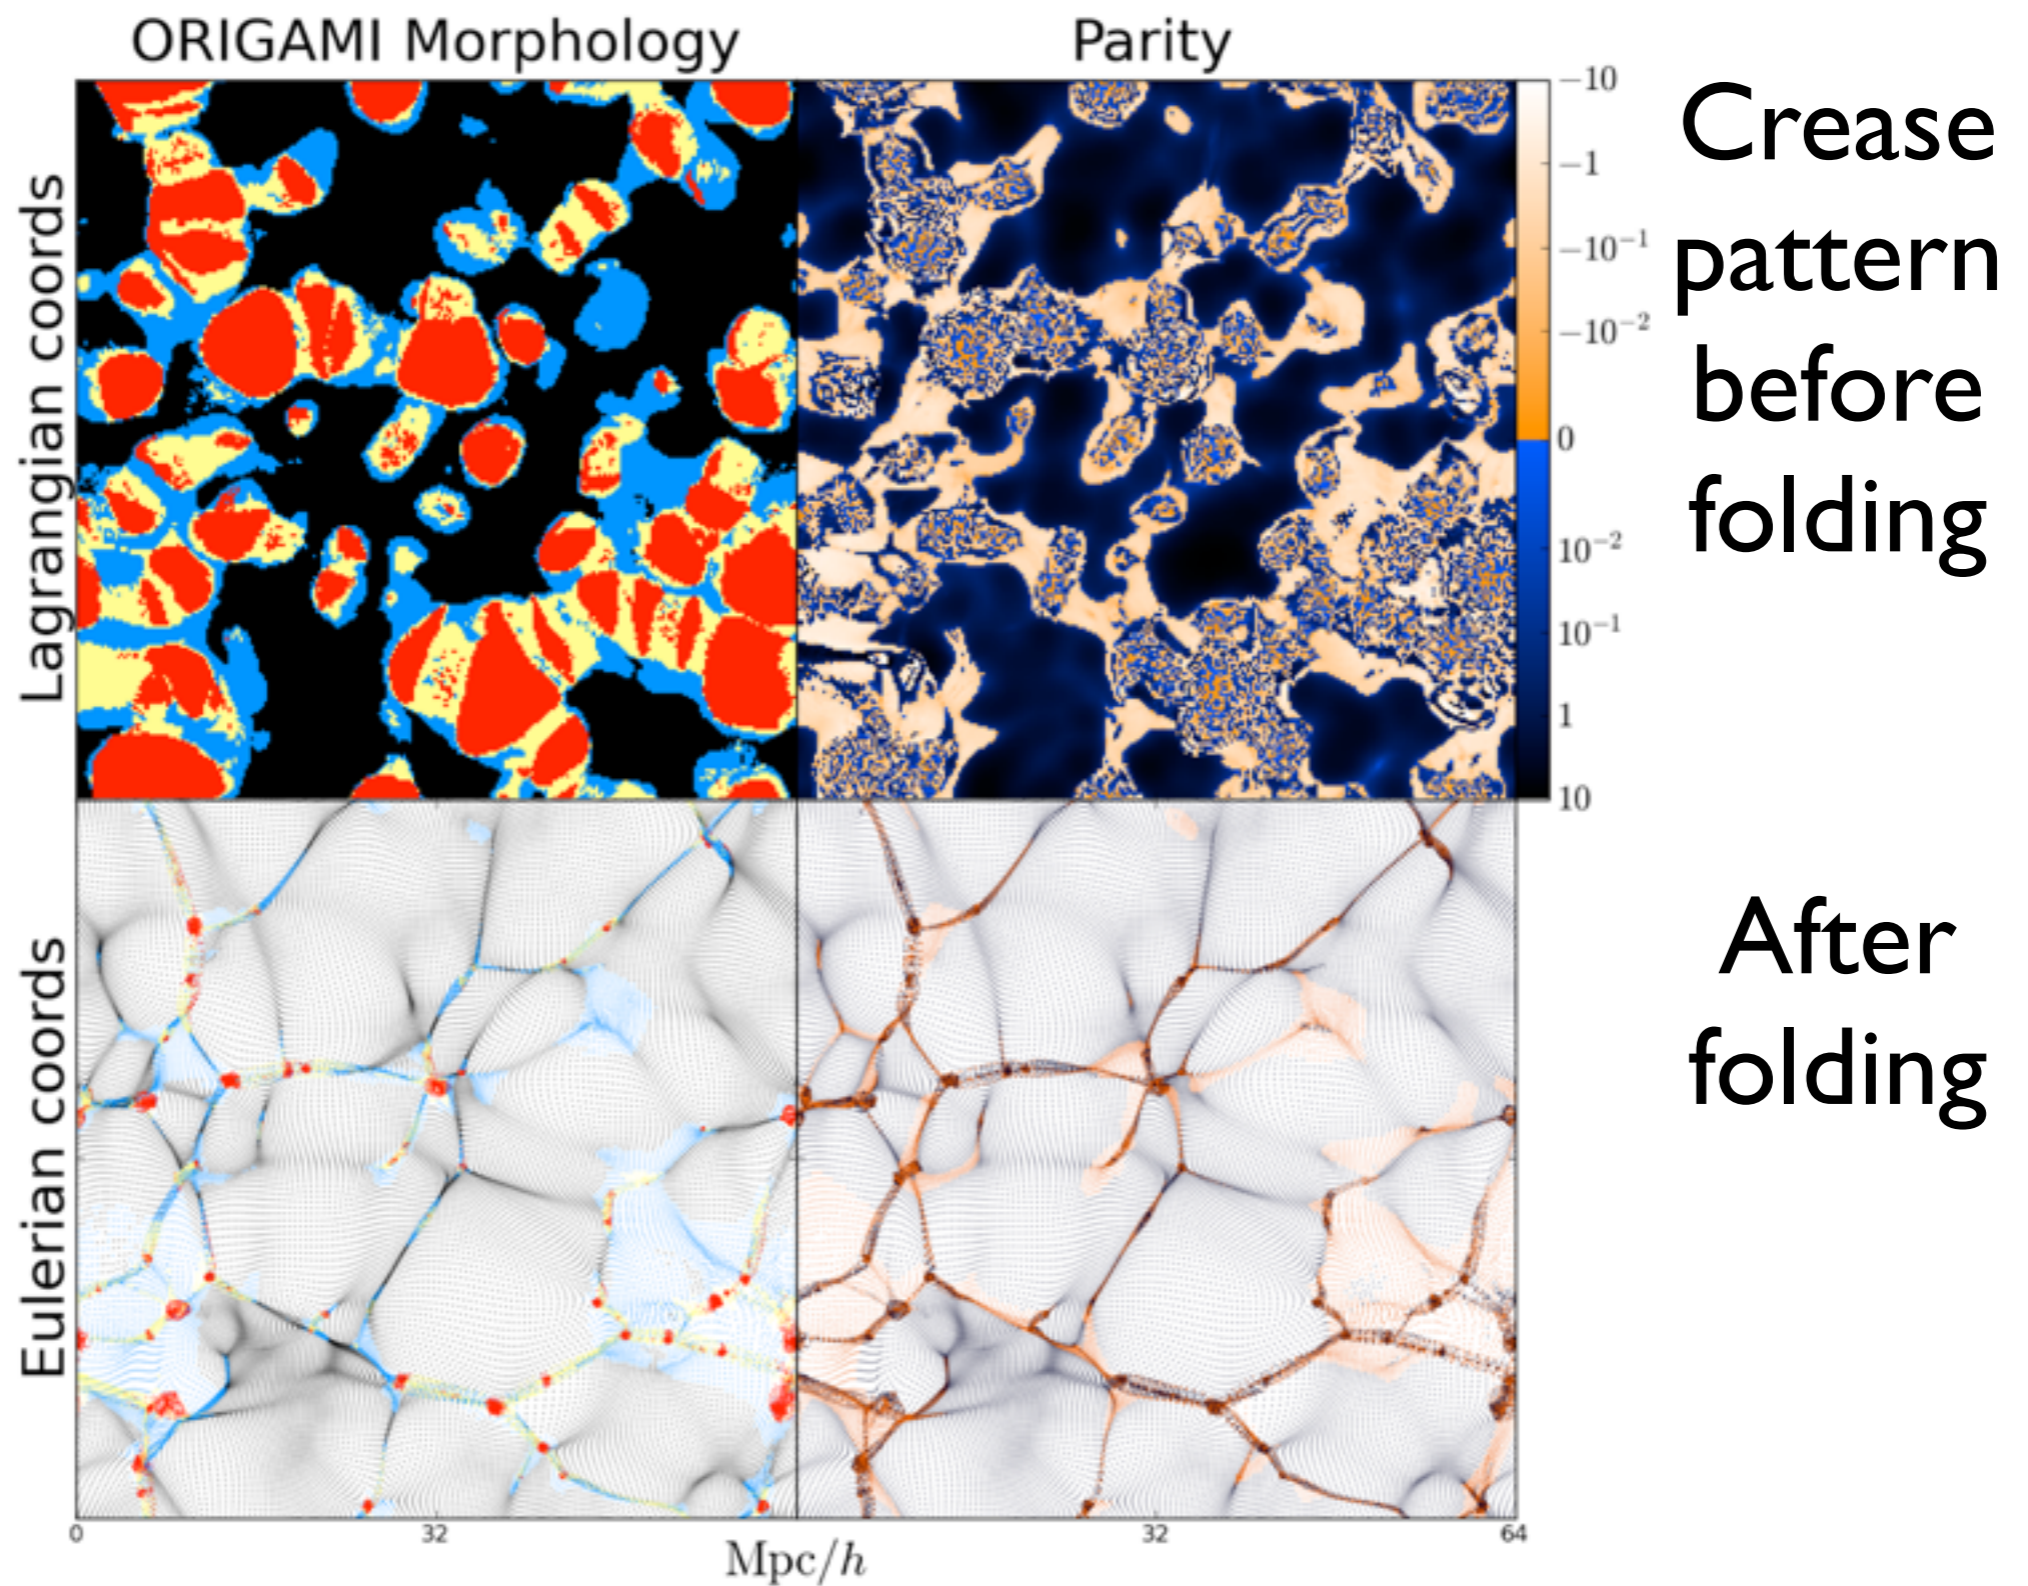 ORIGAMI Morphology
Parity
Lagrangian coords
Eulerian coords
−10
−1
−10⁻¹
−10⁻²
0
10⁻²
10⁻¹
1
10
Crease
pattern
before
folding
After
folding
0
32
32
64
Mpc/h